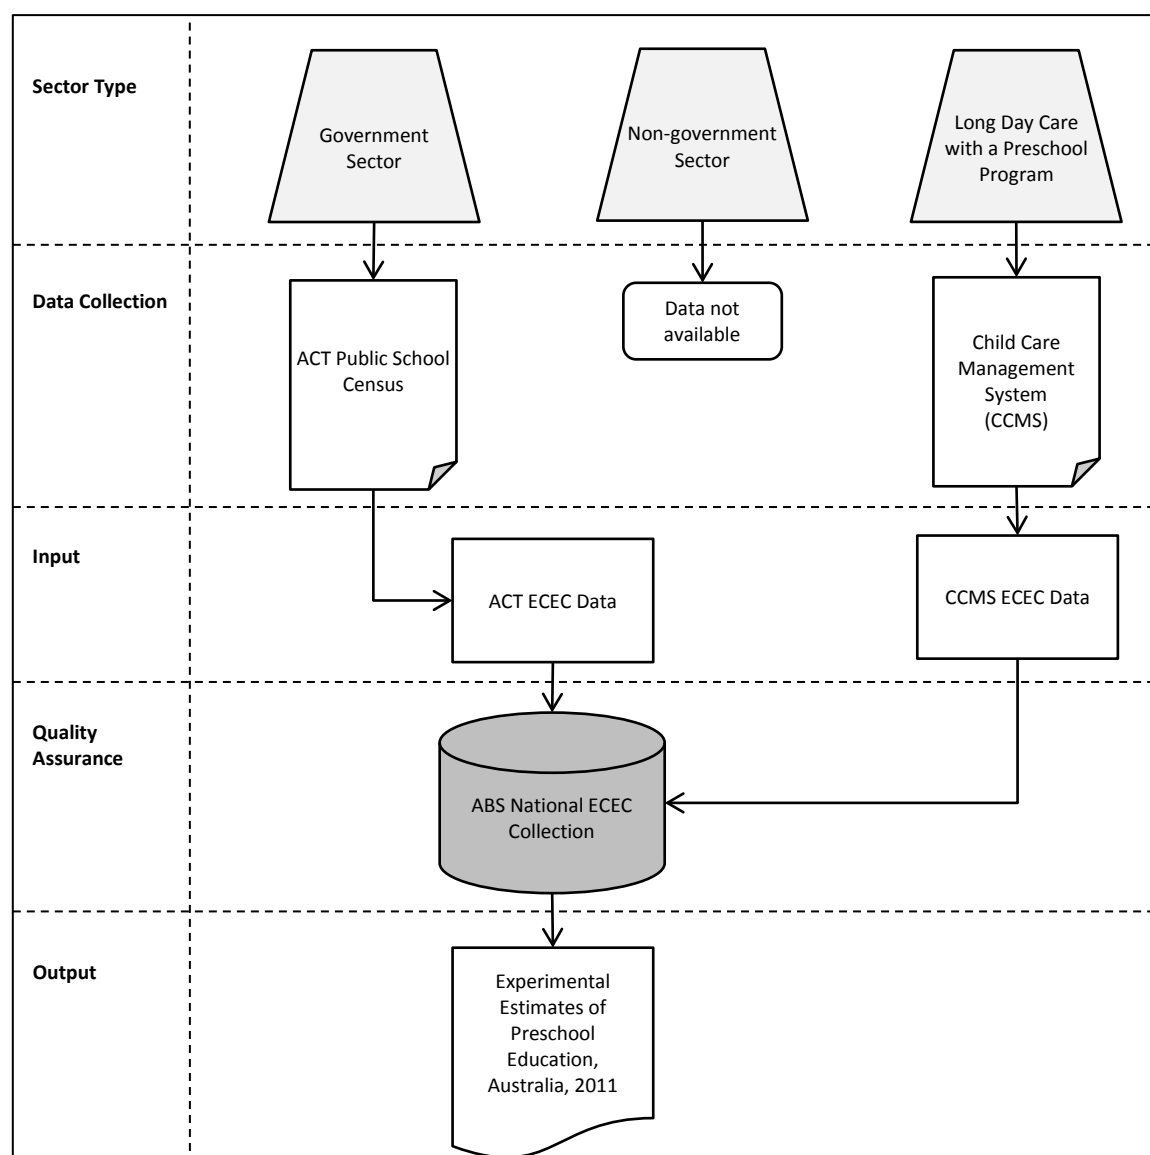 Sector Type
Government
Sector
Non-government
Sector
Long Day Care
with a Preschool
Program
Data Collection
ACT Public School
Census
Data not
available
Child Care
Management
System
(CCMS)
Input
ACT ECEC Data
CCMS ECEC Data
Quality
Assurance
ABS National ECEC
Collection
Output
Experimental
Estimates of
Preschool
Education,
Australia, 2011